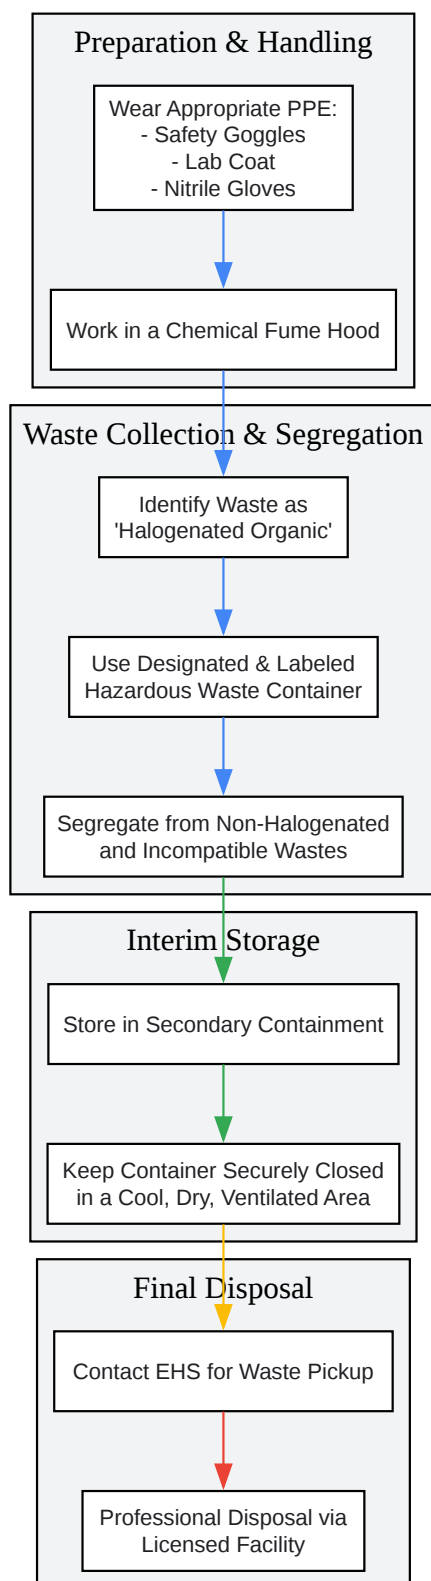 Preparation & Handling
Wear Appropriate PPE:
- Safety Goggles
- Lab Coat
- Nitrile Gloves
Work in a Chemical Fume Hood
Waste Collection & Segregation
Identify Waste as
'Halogenated Organic'
Use Designated & Labeled
Hazardous Waste Container
Segregate from Non-Halogenated
and Incompatible Wastes
Interim Storage
Store in Secondary Containment
Keep Container Securely Closed
in a Cool, Dry, Ventilated Area
Final Disposal
Contact EHS for Waste Pickup
Professional Disposal via
Licensed Facility